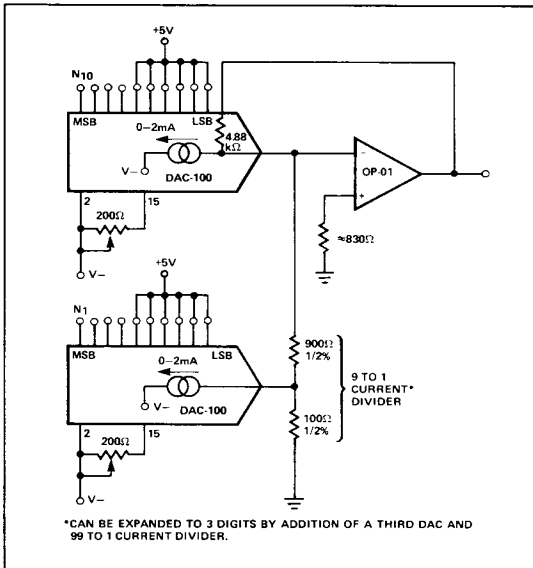 +5V
N10
MSB
LSB
0–2mA
4.88
kΩ
V–
DAC-100
2
15
200Ω
V–
–
OP-01
+
≈830Ω
+5V
N1
MSB
LSB
0–2mA
V–
DAC-100
2
15
200Ω
V–
900Ω
1/2%
100Ω
1/2%
9 TO 1
CURRENT*
DIVIDER
*CAN BE EXPANDED TO 3 DIGITS BY ADDITION OF A THIRD DAC AND
99 TO 1 CURRENT DIVIDER.